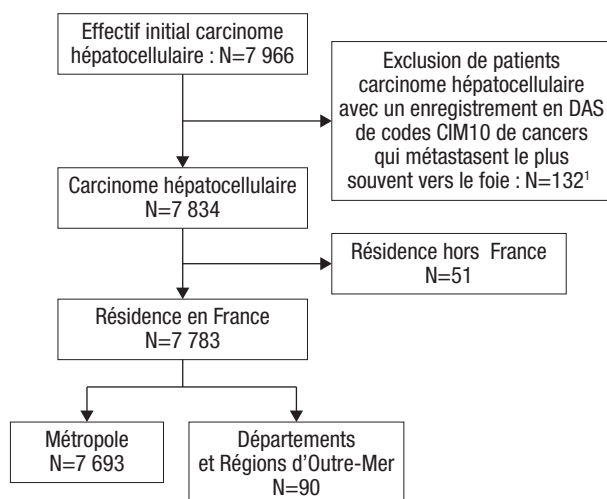 Effectif initial carcinome
hépatocellulaire : N=7 966
Exclusion de patients
carcinome hépatocellulaire
avec un enregistrement en DAS
de codes CIM10 de cancers
qui métastasent le plus
souvent vers le foie : N=132¹
Carcinome hépatocellulaire
N=7 834
Résidence hors France
N=51
Résidence en France
N=7 783
Métropole
N=7 693
Départements
et Régions d'Outre-Mer
N=90